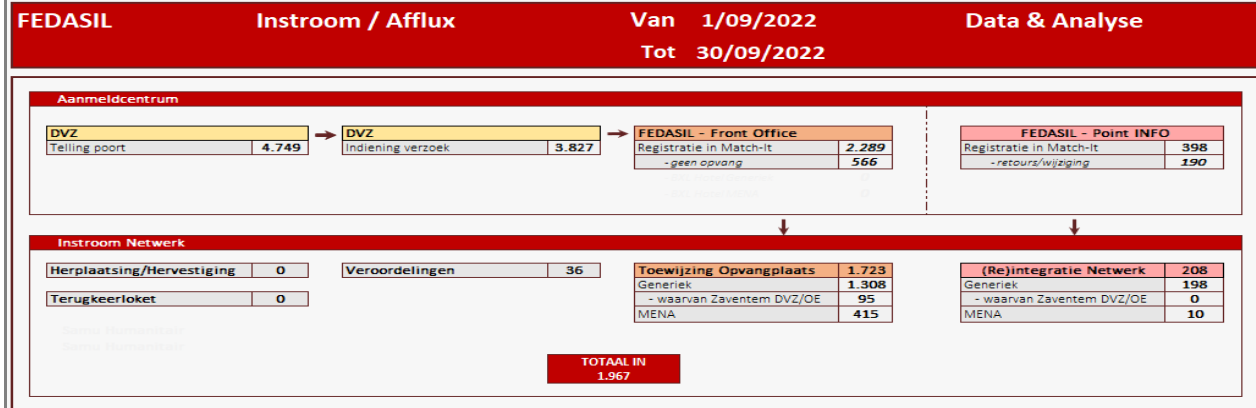 FEDASIL Instroom / Afflux Van 1/09/2022 Data & Analyse
Tot 30/09/2022
Aanmeldcentrum
DVZ
Telling poort 4.749
DVZ
Indiening verzoek 3.827
FEDASIL - Front Office
Registratie in Match-It 2.289
- geen opvang 566
0
0
FEDASIL - Point INFO
Registratie in Match-It 398
- retours/wijziging 190
Instroom Netwerk
Herplaatsing/Hervestiging 0
Terugkeerloket 0
Veroordelingen 36
Toewijzing Opvangplaats 1.723
Generiek 1.308
- waarvan Zaventem DVZ/OE 95
MENA 415
(Re)integratie Netwerk 208
Generiek 198
- waarvan Zaventem DVZ/OE 0
MENA 10
TOTAAL IN
1.967